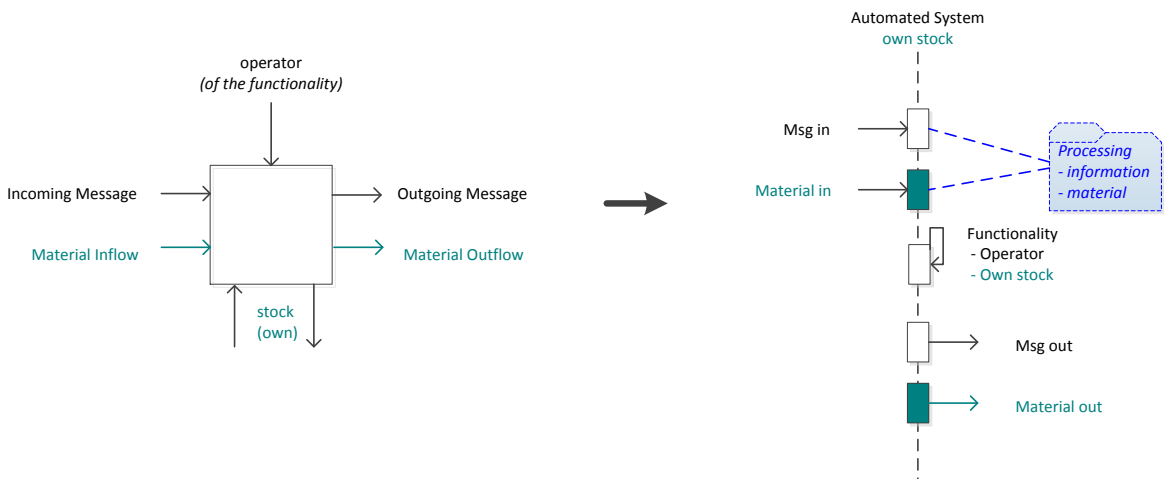 operator
(of the functionality)
Incoming Message
Outgoing Message
Material Inflow
Material Outflow
stock
(own)
Automated System
own stock
Msg in
Material in
Processing
- information
- material
Functionality
- Operator
- Own stock
Msg out
Material out